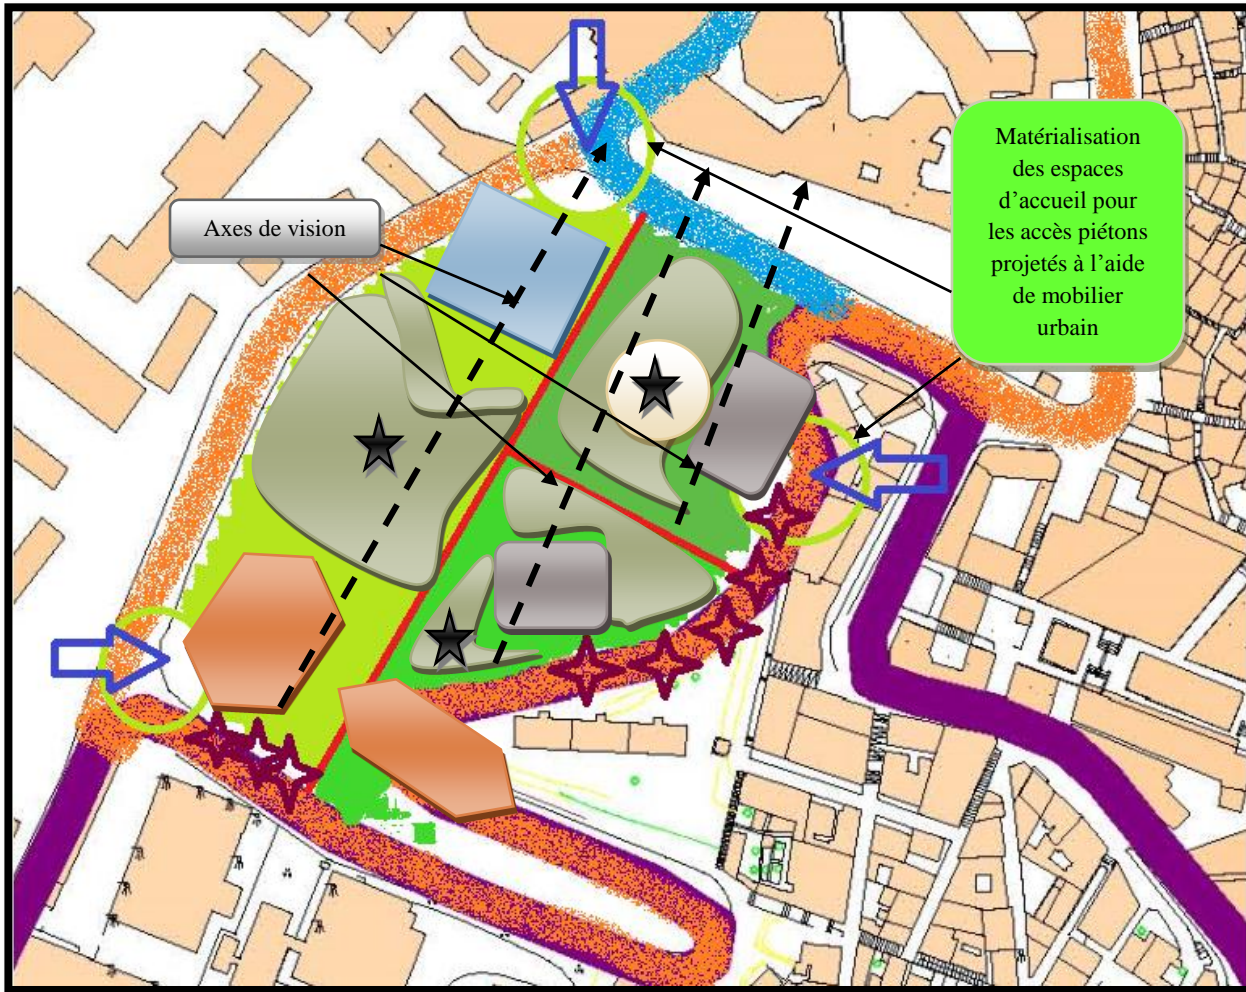 Axes de vision
Matérialisation
des espaces
d’accueil pour
les accès piétons
projetés à l’aide
de mobilier
urbain